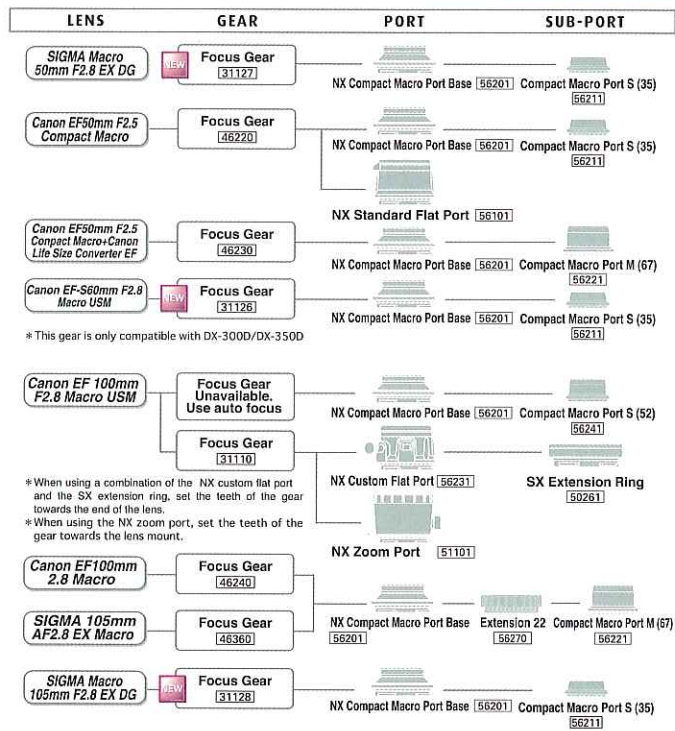 LENS GEAR PORT SUB-PORT
SIGMA Macro
50mm F2.8 EX DG
NEW
Focus Gear
31127
NX Compact Macro Port Base 56201 Compact Macro Port S (35)
56211
Canon EF50mm F2.5
Compact Macro
Focus Gear
46220
NX Compact Macro Port Base 56201 Compact Macro Port S (35)
56211
NX Standard Flat Port 56101
Canon EF50mm F2.5
Compact Macro+Canon
Life Size Converter EF
Focus Gear
46230
NX Compact Macro Port Base 56201 Compact Macro Port M (67)
56221
Canon EF-S60mm F2.8
Macro USM
NEW
Focus Gear
31126
NX Compact Macro Port Base 56201 Compact Macro Port S (35)
56211
* This gear is only compatible with DX-300D/DX-350D
Canon EF 100mm
F2.8 Macro USM
Focus Gear
Unavailable.
Use auto focus
NX Compact Macro Port Base 56201 Compact Macro Port S (52)
56241
Focus Gear
31110
NX Custom Flat Port 56231 SX Extension Ring
50261
* When using a combination of the NX custom flat port
and the SX extension ring, set the teeth of the gear
towards the end of the lens.
* When using the NX zoom port, set the teeth of the
gear towards the lens mount.
NX Zoom Port 51101
Canon EF100mm
2.8 Macro
Focus Gear
46240
SIGMA 105mm
AF2.8 EX Macro
Focus Gear
46360
NX Compact Macro Port Base Extension 22 Compact Macro Port M (67)
56201 56270 56221
SIGMA Macro
105mm F2.8 EX DG
NEW
Focus Gear
31128
NX Compact Macro Port Base 56201 Compact Macro Port S (35)
56211